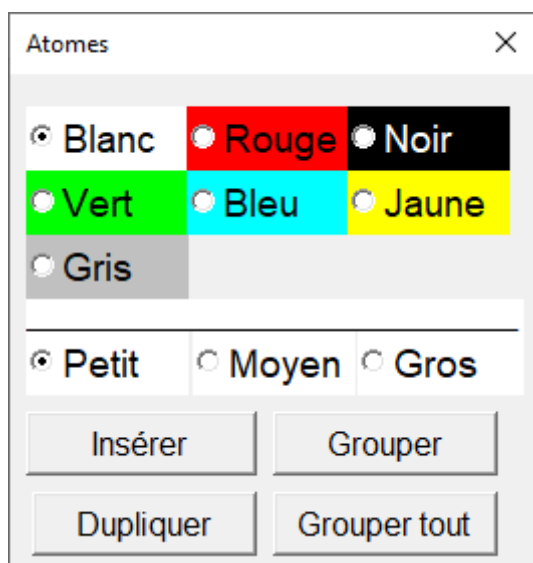 Atomes
Blanc Rouge Noir
Vert Bleu Jaune
Gris
Petit Moyen Gros
Insérer Grouper
Dupliquer Grouper tout